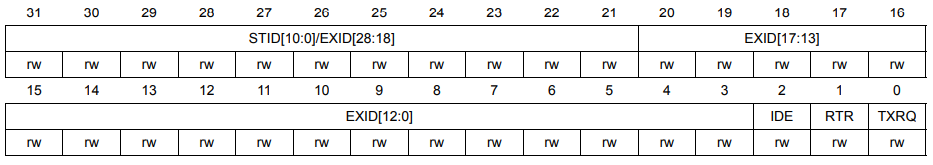 31 30 29 28 27 26 25 24 23 22 21 20 19 18 17 16
STID[10:0]/EXID[28:18] EXID[17:13]
rw rw rw rw rw rw rw rw rw rw rw rw rw rw rw rw
15 14 13 12 11 10 9 8 7 6 5 4 3 2 1 0
EXID[12:0] IDE RTR TXRQ
rw rw rw rw rw rw rw rw rw rw rw rw rw rw rw rw